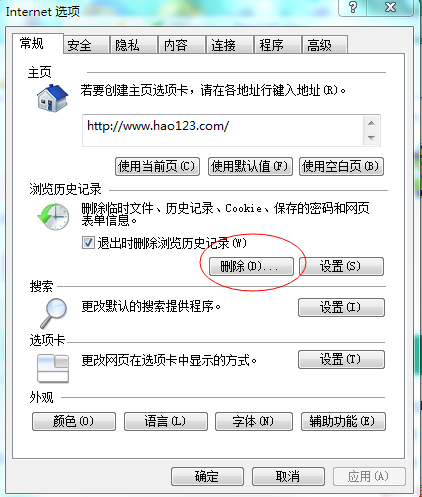 Internet 选项
常规 安全 隐私 内容 连接 程序 高级
主页
若要创建主页选项卡，请在各地址行键入地址(R)。
http://www.hao123.com/
使用当前页(C) 使用默认值(F) 使用空白页(B)
浏览历史记录
删除临时文件、历史记录、Cookie、保存的密码和网页
表单信息。
退出时删除浏览历史记录(W)
删除(D)... 设置(S)
搜索
更改默认的搜索提供程序。 设置(I)
选项卡
更改网页在选项卡中显示的方式。 设置(T)
外观
颜色(O) 语言(L) 字体(N) 辅助功能(E)
确定 取消 应用(A)